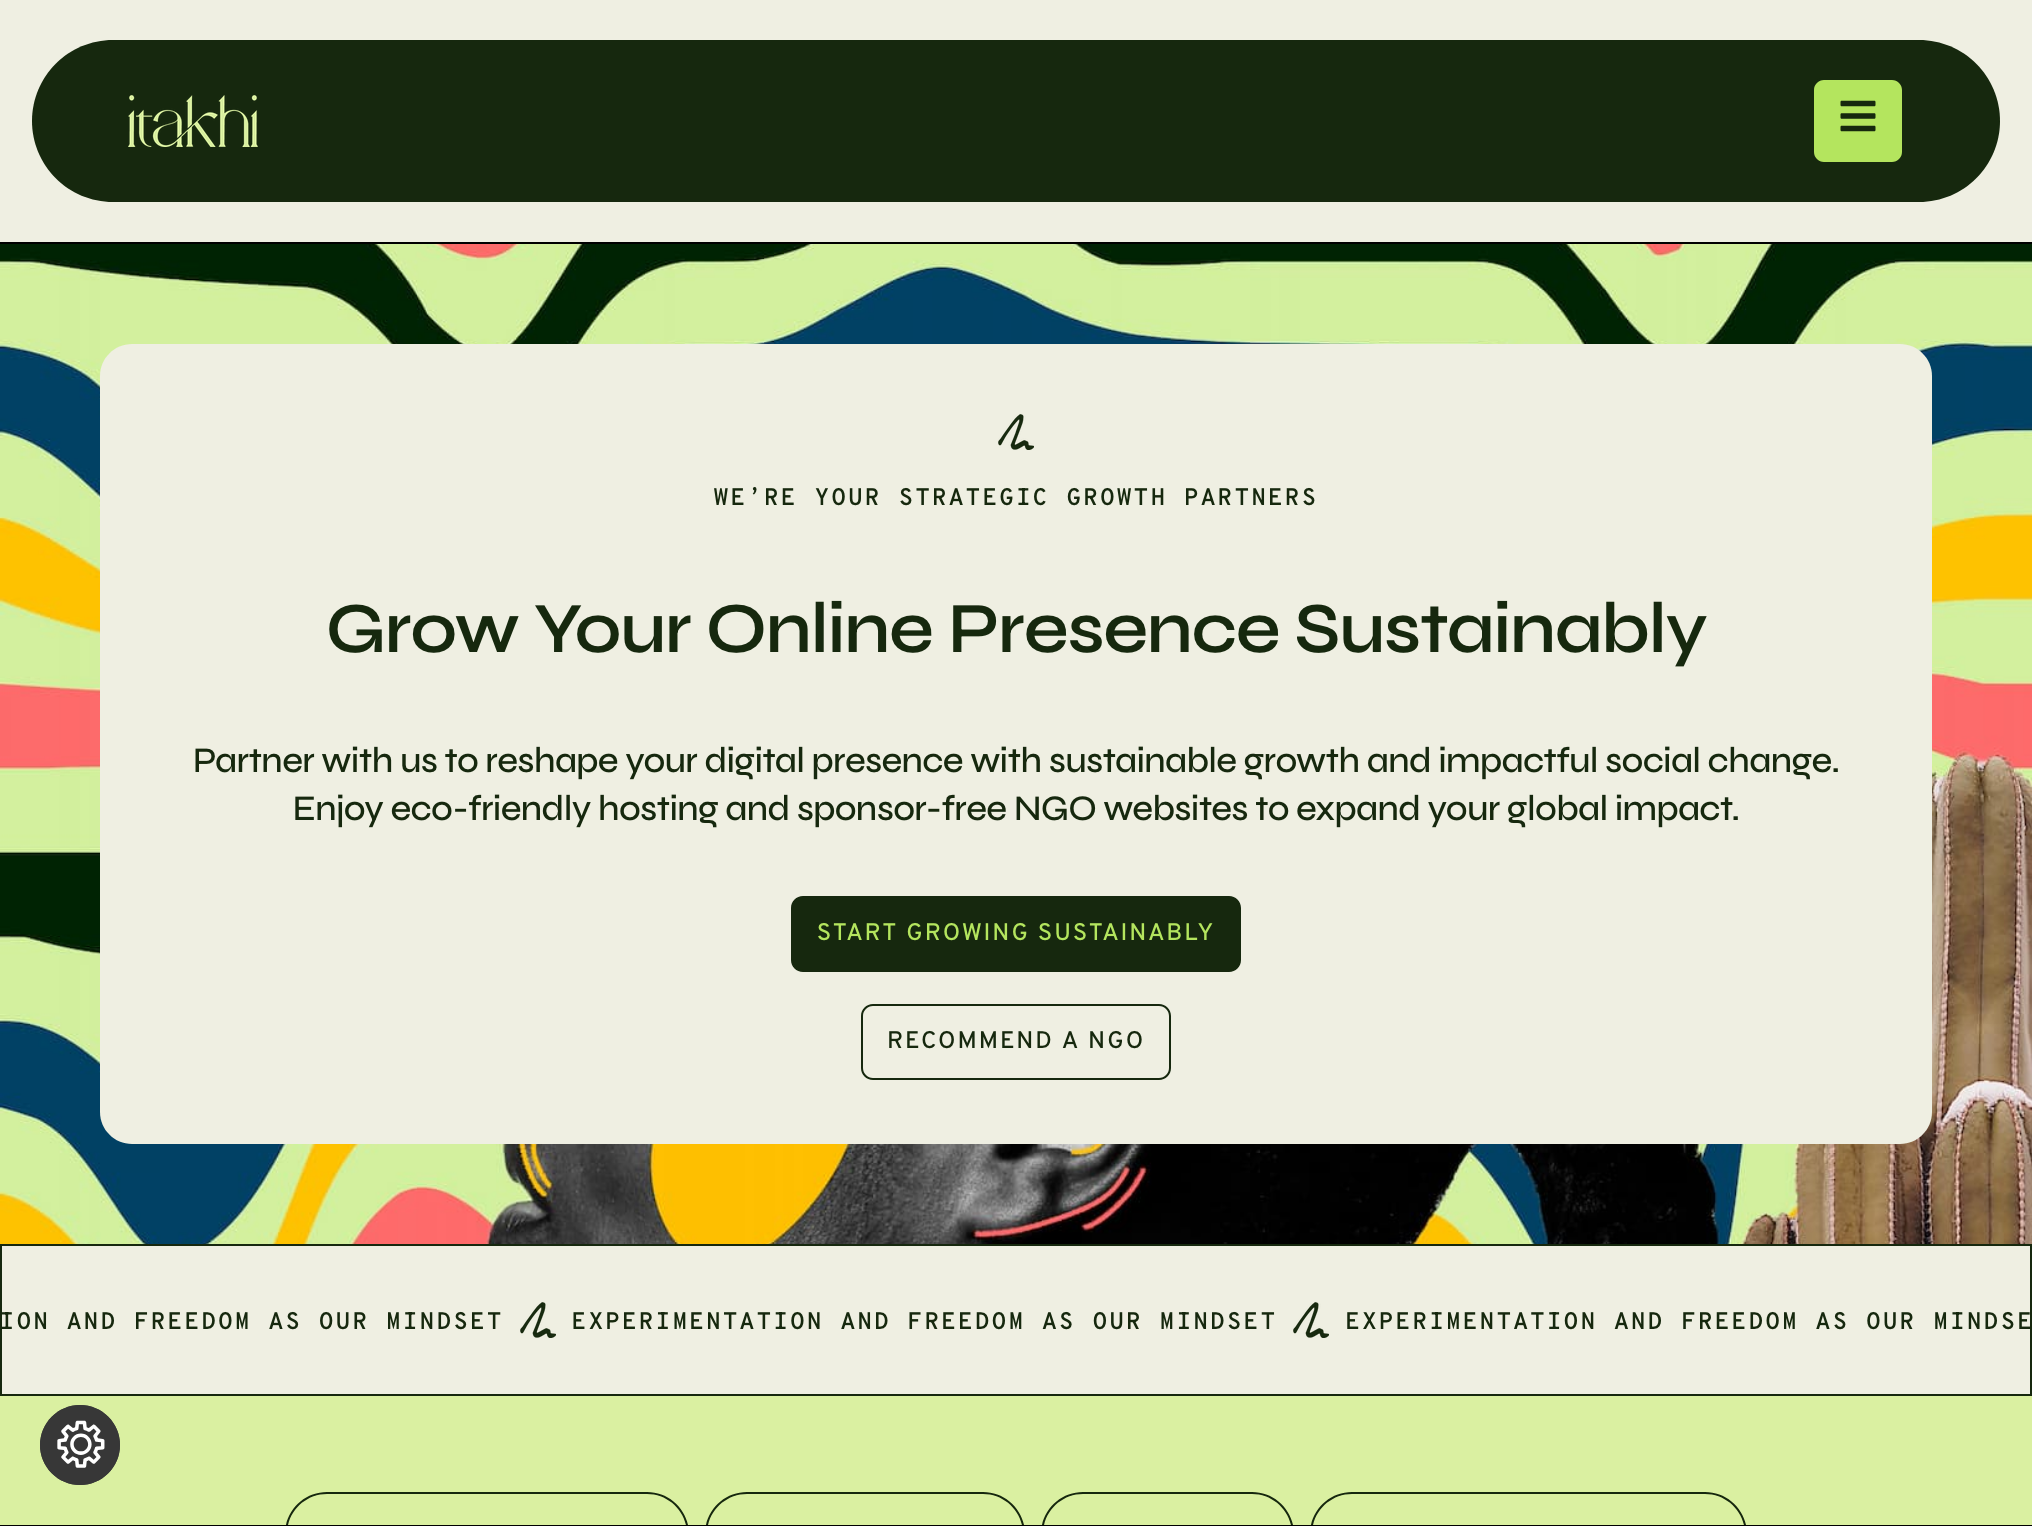 itakhi
WE’RE YOUR STRATEGIC GROWTH PARTNERS
Grow Your Online Presence Sustainably
Partner with us to reshape your digital presence with sustainable growth and impactful social change.
Enjoy eco-friendly hosting and sponsor-free NGO websites to expand your global impact.
START GROWING SUSTAINABLY
RECOMMEND A NGO
ION AND FREEDOM AS OUR MINDSET EXPERIMENTATION AND FREEDOM AS OUR MINDSET EXPERIMENTATION AND FREEDOM AS OUR MINDSE